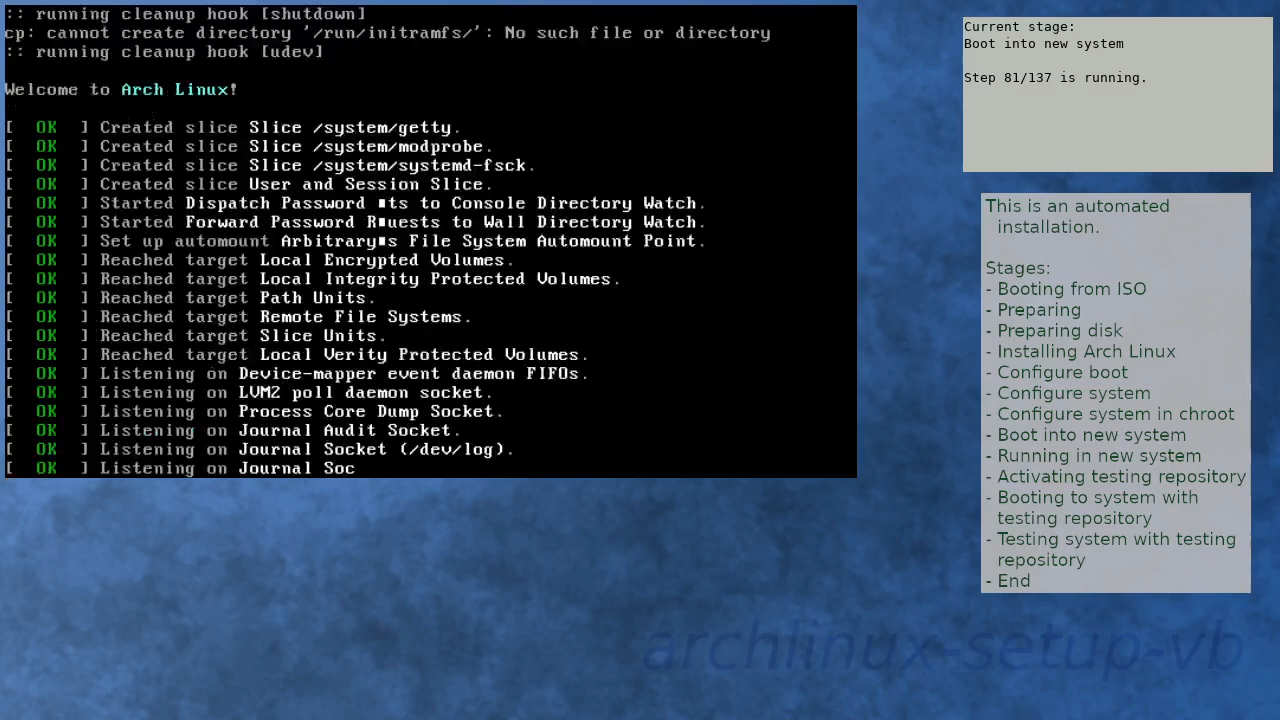 :: running cleanup hook [shutdown]
cp: cannot create directory '/run/initramfs/': No such file or directory
:: running cleanup hook [udev]
Welcome to Arch Linux!
[  OK  ] Created slice Slice /system/getty.
[  OK  ] Created slice Slice /system/modprobe.
[  OK  ] Created slice Slice /system/systemd-fsck.
[  OK  ] Created slice User and Session Slice.
[  OK  ] Started Dispatch Password ▪ts to Console Directory Watch.
[  OK  ] Started Forward Password R▪uests to Wall Directory Watch.
[  OK  ] Set up automount Arbitrary▪s File System Automount Point.
[  OK  ] Reached target Local Encrypted Volumes.
[  OK  ] Reached target Local Integrity Protected Volumes.
[  OK  ] Reached target Path Units.
[  OK  ] Reached target Remote File Systems.
[  OK  ] Reached target Slice Units.
[  OK  ] Reached target Local Verity Protected Volumes.
[  OK  ] Listening on Device-mapper event daemon FIFOs.
[  OK  ] Listening on LVM2 poll daemon socket.
[  OK  ] Listening on Process Core Dump Socket.
[  OK  ] Listening on Journal Audit Socket.
[  OK  ] Listening on Journal Socket (/dev/log).
[  OK  ] Listening on Journal Soc
Current stage:
Boot into new system
Step 81/137 is running.
This is an automated
installation.
Stages:
- Booting from ISO
- Preparing
- Preparing disk
- Installing Arch Linux
- Configure boot
- Configure system
- Configure system in chroot
- Boot into new system
- Running in new system
- Activating testing repository
- Booting to system with
testing repository
- Testing system with testing
repository
- End
archlinux-setup-vb